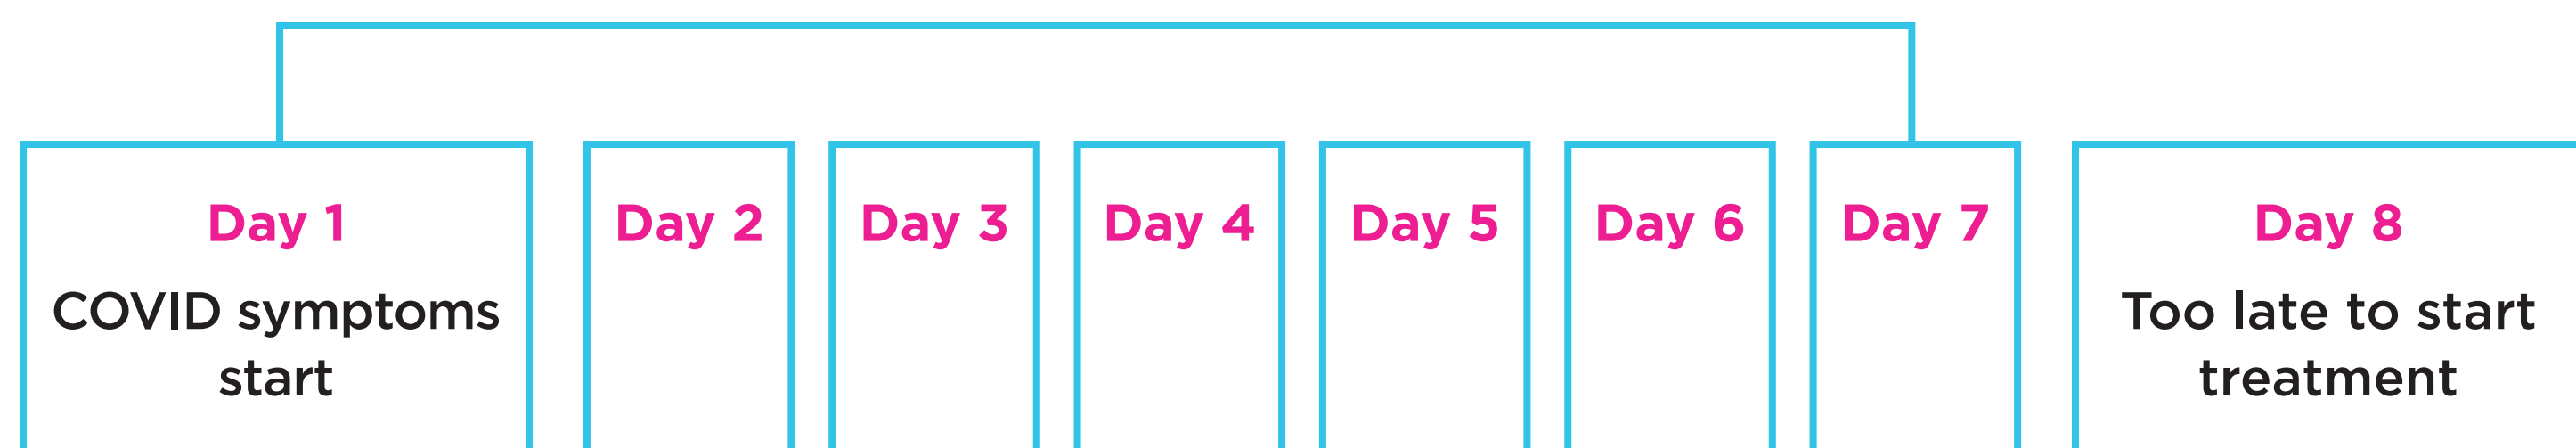 Day 1
COVID symptoms
start
Day 2
Day 3
Day 4
Day 5
Day 6
Day 7
Day 8
Too late to start
treatment